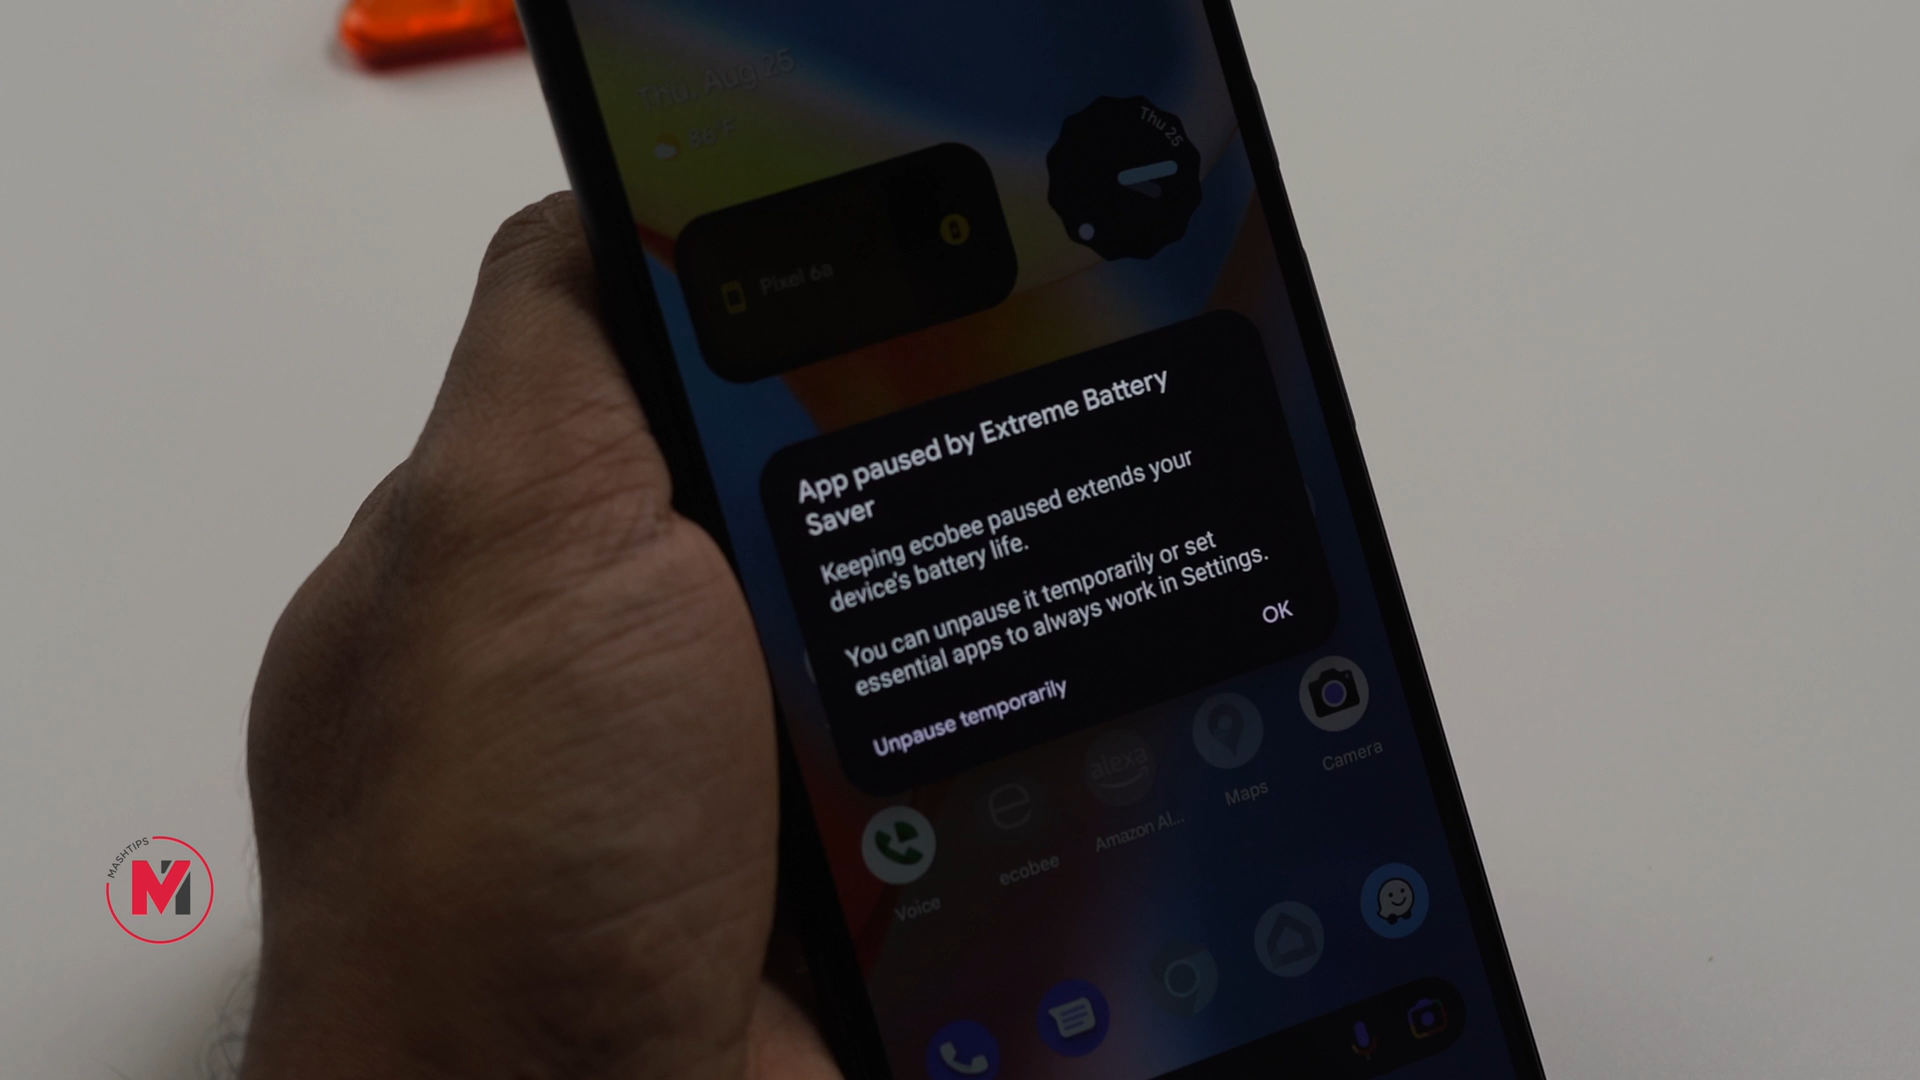 Thu, Aug 25
86°F
Thu 25
Pixel 6a
App paused by Extreme Battery
Saver
Keeping ecobee paused extends your
device's battery life.
You can unpause it temporarily or set
essential apps to always work in Settings.
OK
Unpause temporarily
alexa
Voice
ecobee
Amazon Al...
Maps
Camera
MASHTIPS
M